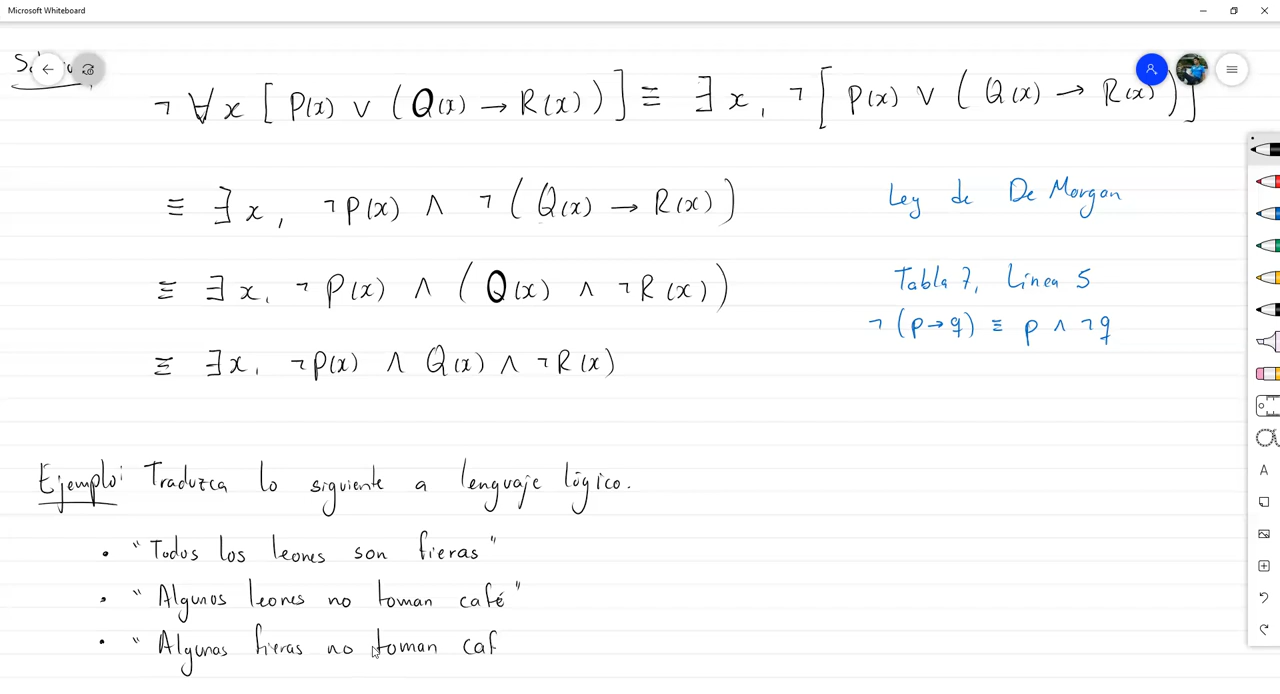 Microsoft Whiteboard
¬∀x [P(x) ∨ (Q(x) → R(x))] ≡ ∃x, ¬[P(x) ∨ (Q(x) → R(x))]
≡ ∃x, ¬P(x) ∧ ¬(Q(x) → R(x)) Ley de De Morgan
≡ ∃x, ¬P(x) ∧ (Q(x) ∧ ¬R(x)) Tabla 7, Línea 5
¬(p→q) ≡ p ∧ ¬q
≡ ∃x, ¬P(x) ∧ Q(x) ∧ ¬R(x)
Ejemplo: Traduzca lo siguiente a lenguaje lógico.
• "Todos los leones son fieras"
• "Algunos leones no toman café"
• "Algunas fieras no toman caf